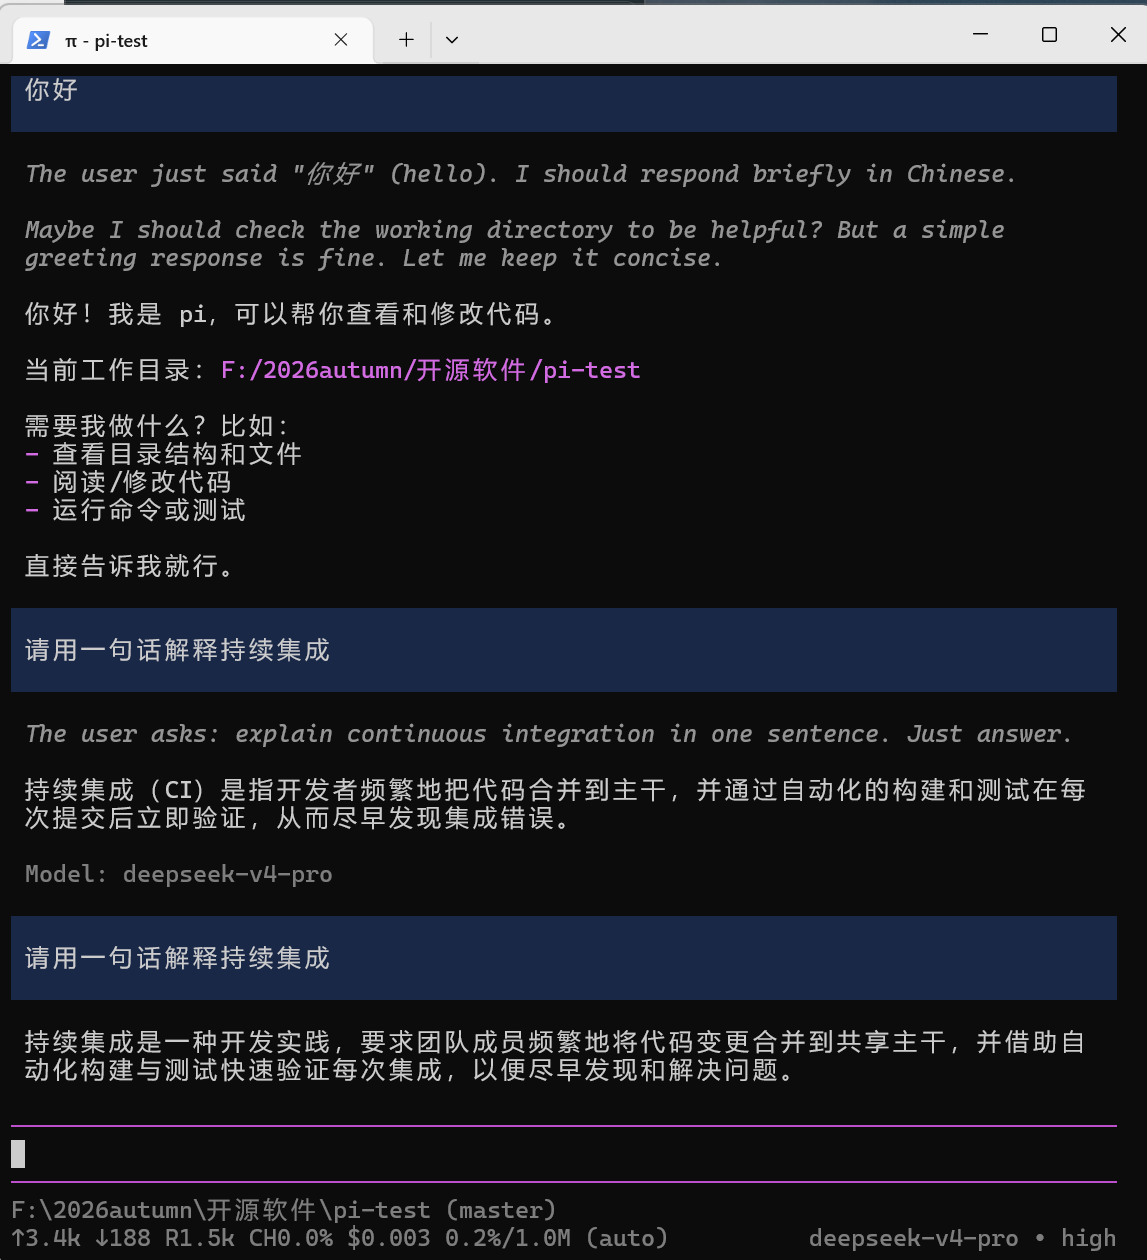 π - pi-test
你好
The user just said "你好" (hello). I should respond briefly in Chinese.
Maybe I should check the working directory to be helpful? But a simple
greeting response is fine. Let me keep it concise.
你好！我是 pi，可以帮你查看和修改代码。
当前工作目录：F:/2026autumn/开源软件/pi-test
需要我做什么？比如：
- 查看目录结构和文件
- 阅读/修改代码
- 运行命令或测试
直接告诉我就行。
请用一句话解释持续集成
The user asks: explain continuous integration in one sentence. Just answer.
持续集成（CI）是指开发者频繁地把代码合并到主干，并通过自动化的构建和测试在每
次提交后立即验证，从而尽早发现集成错误。
Model: deepseek-v4-pro
请用一句话解释持续集成
持续集成是一种开发实践，要求团队成员频繁地将代码变更合并到共享主干，并借助自
动化构建与测试快速验证每次集成，以便尽早发现和解决问题。
F:\2026autumn\开源软件\pi-test (master)
↑3.4k ↓188 R1.5k CH0.0% $0.003 0.2%/1.0M (auto) deepseek-v4-pro • high